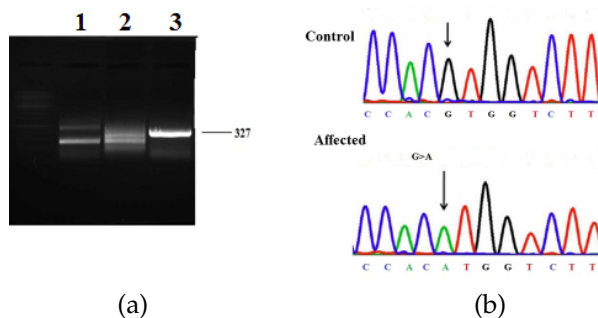 1 2 3
327
(a)
Control
C C A C G T G G T C T T
Affected
G>A
C C A C A T G G T C T T
(b)